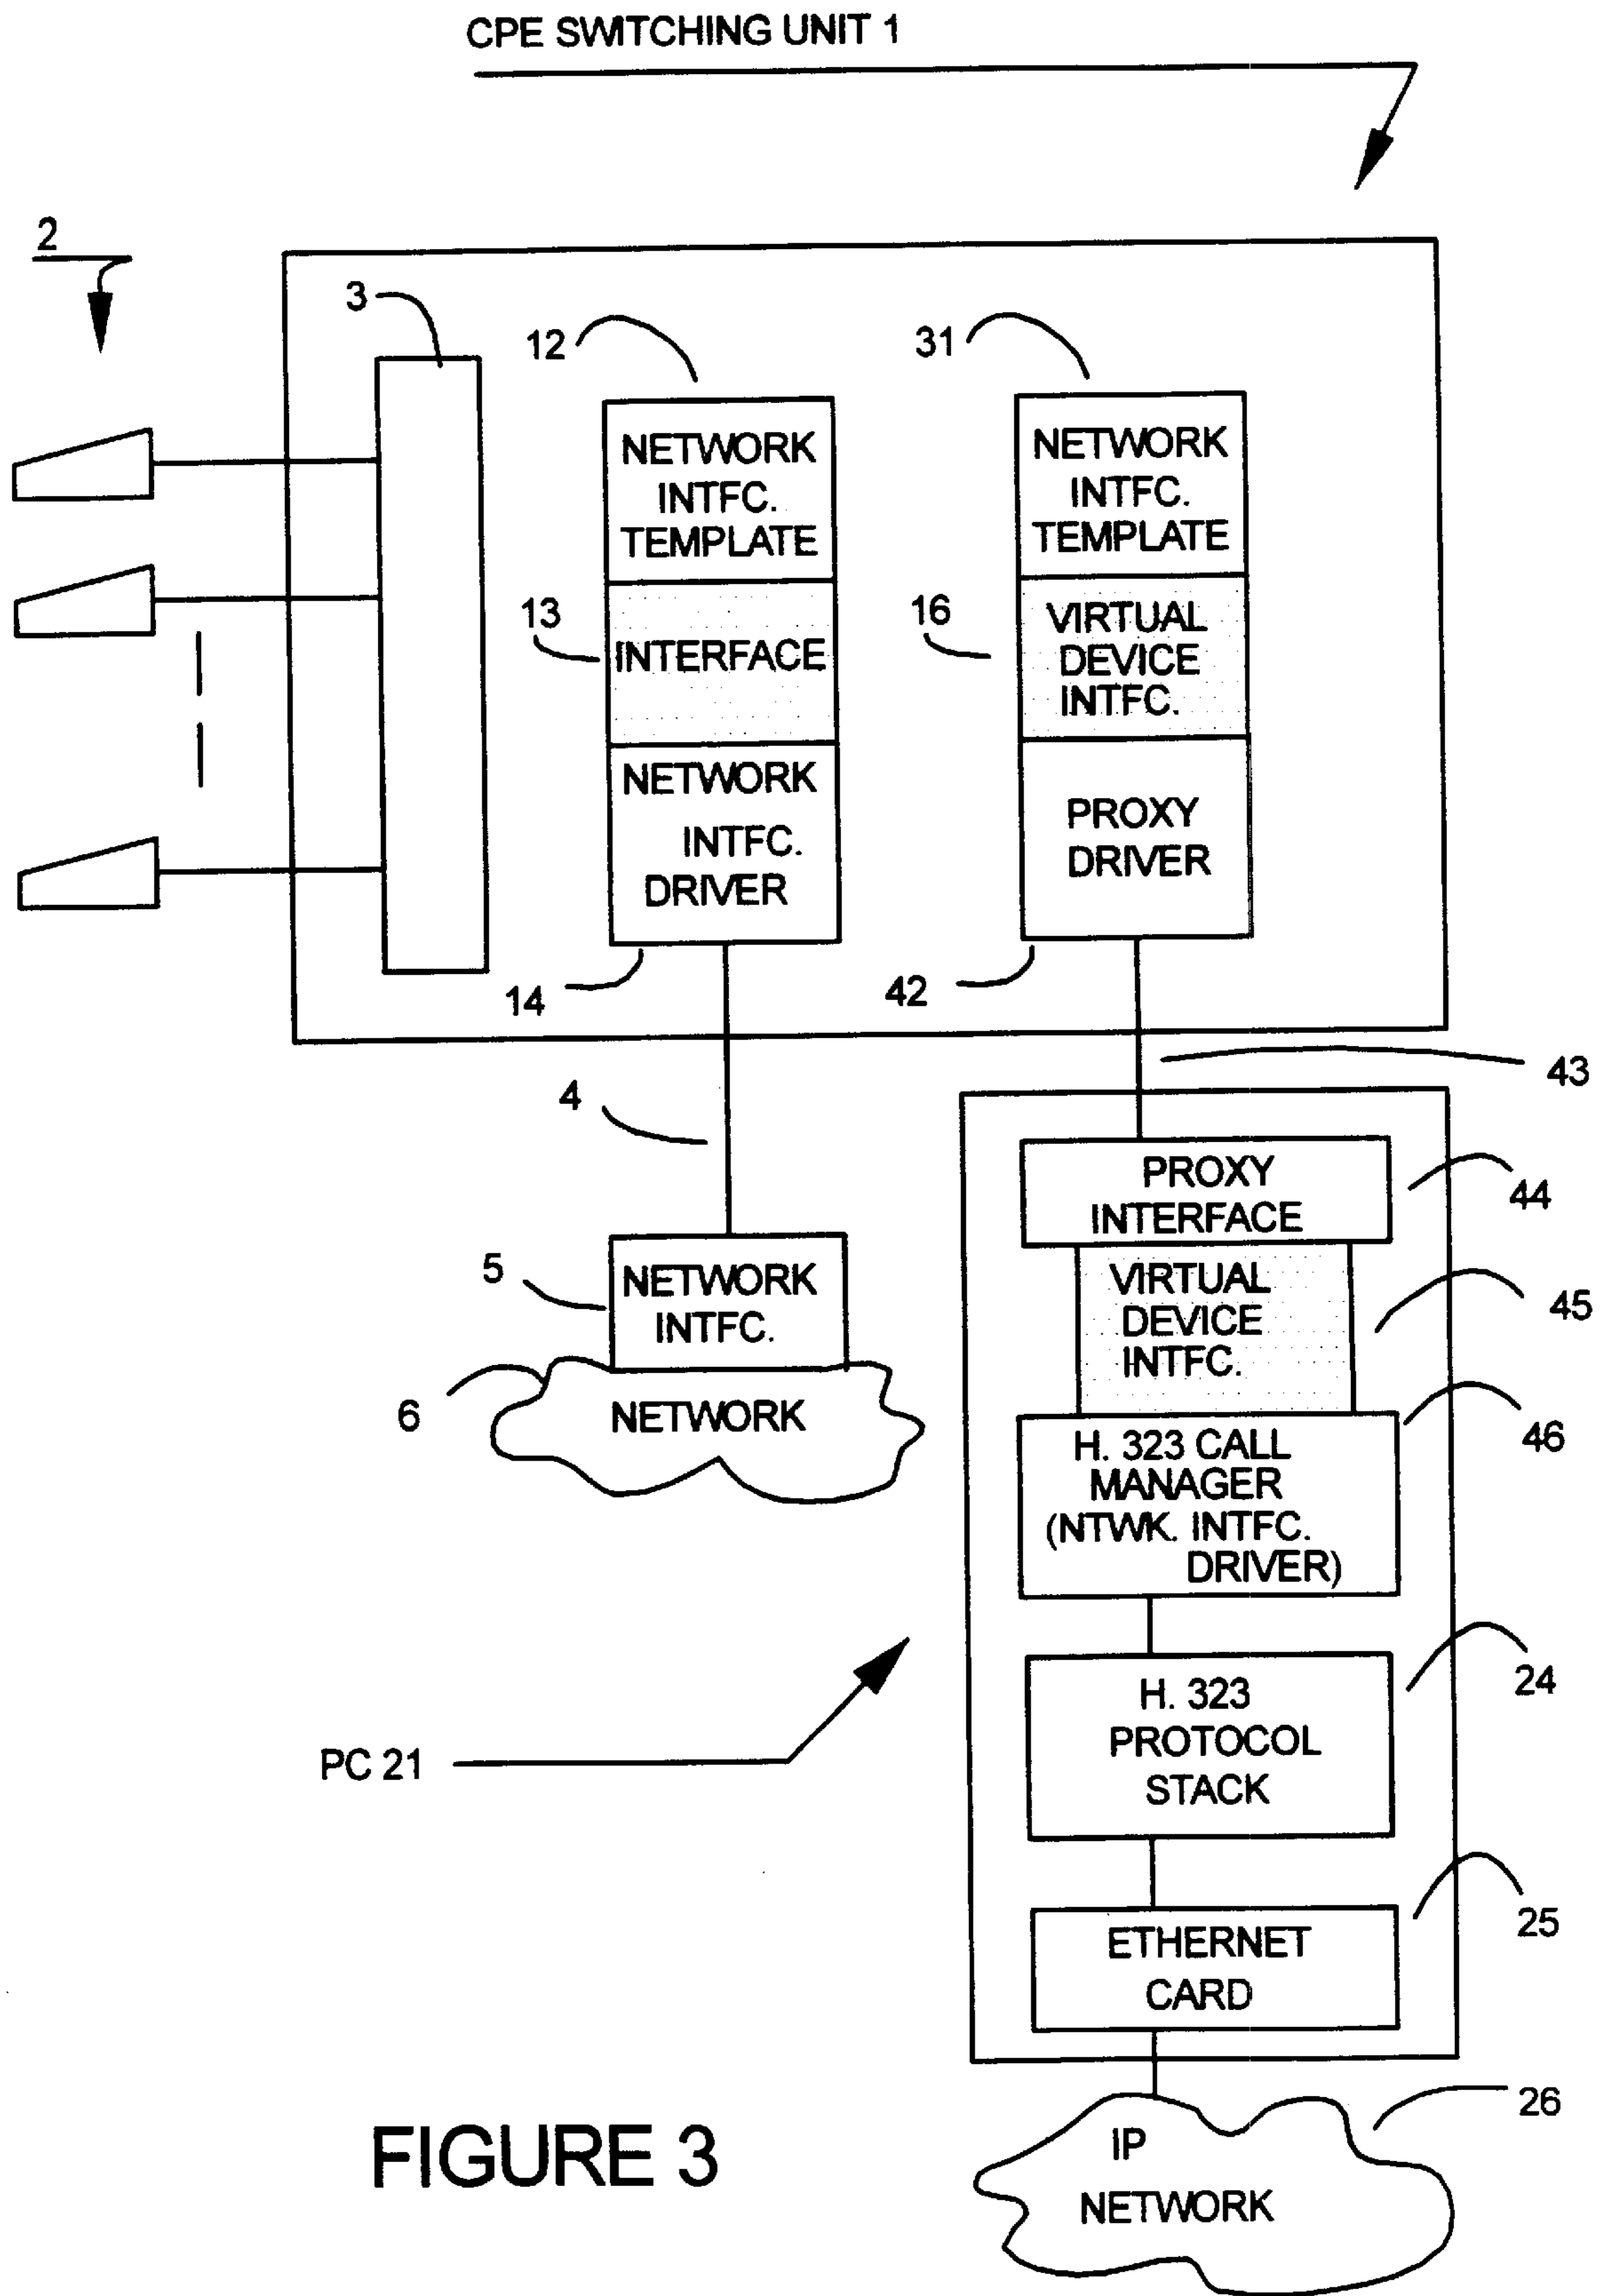 CPE SWITCHING UNIT 1
2
3
12
31
NETWORK
INTFC.
TEMPLATE
NETWORK
INTFC.
TEMPLATE
13
INTERFACE
16
VIRTUAL
DEVICE
INTFC.
NETWORK
INTFC.
DRIVER
PROXY
DRIVER
14
42
43
4
PROXY
INTERFACE
44
5
NETWORK
INTFC.
VIRTUAL
DEVICE
INTFC.
45
6
NETWORK
H. 323 CALL
MANAGER
(NTWK. INTFC.
DRIVER)
46
PC 21
H. 323
PROTOCOL
STACK
24
ETHERNET
CARD
25
26
IP
NETWORK
FIGURE 3